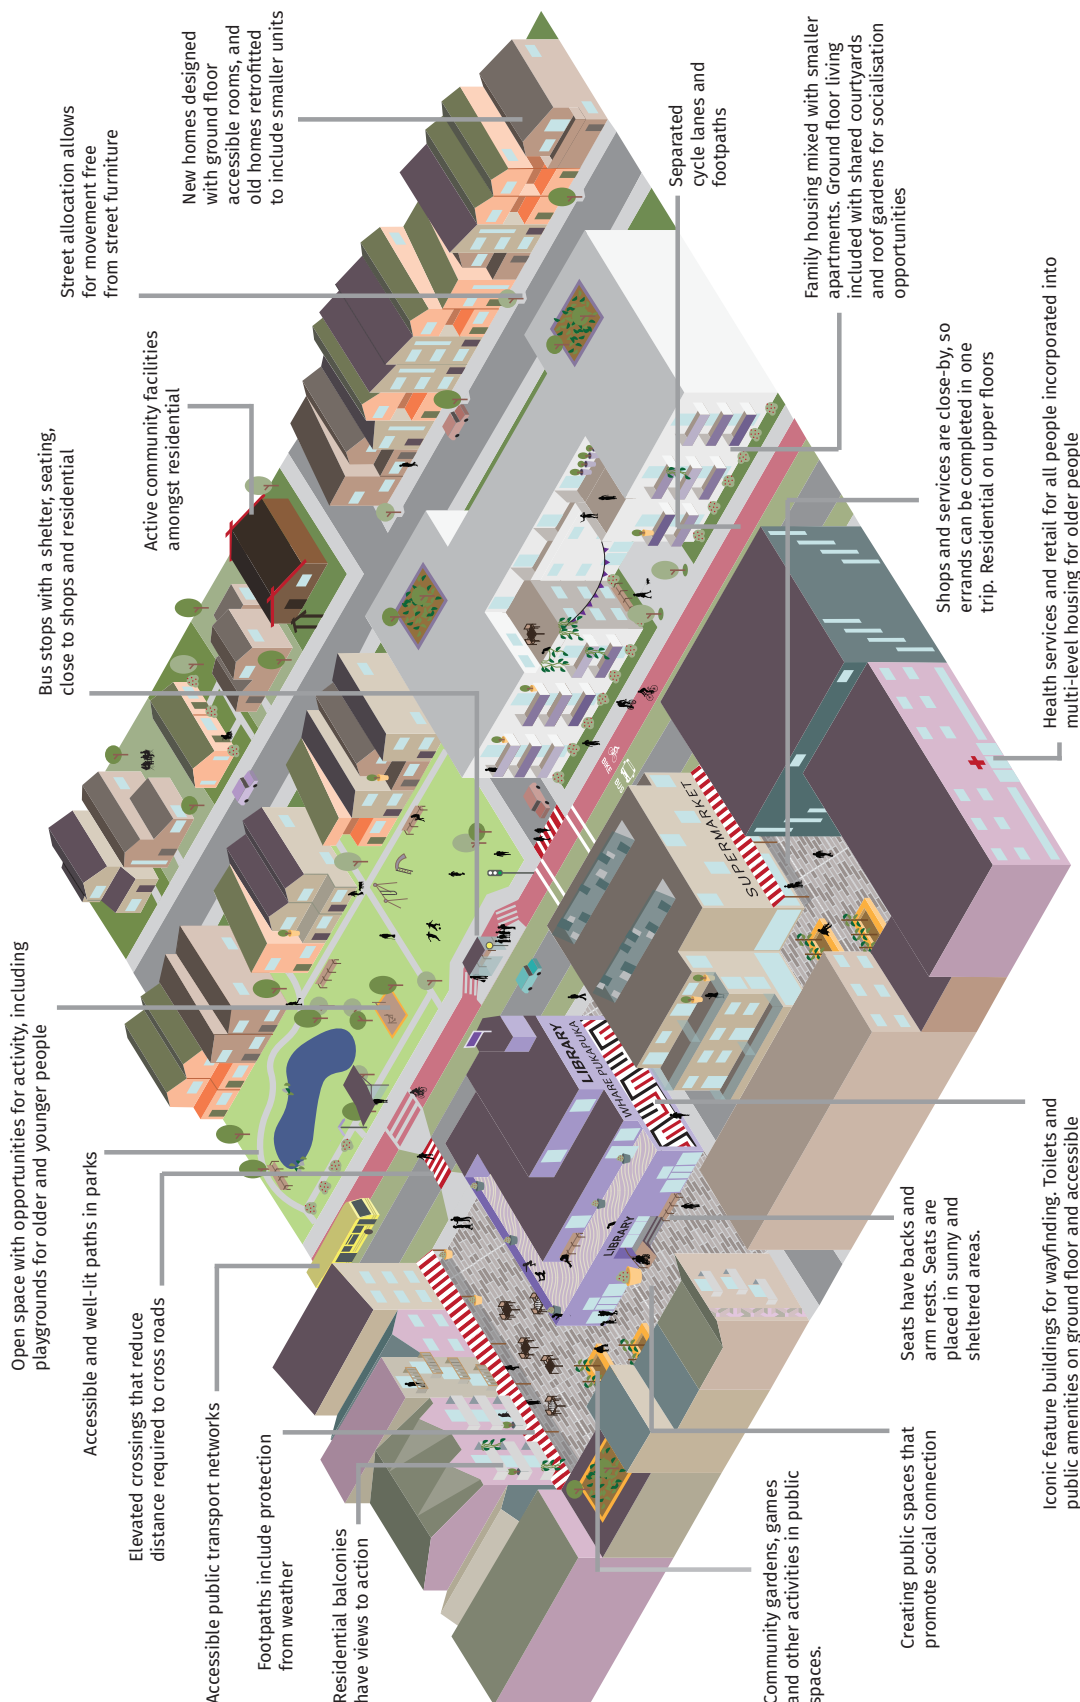 Open space with opportunities for activity, including
playgrounds for older and younger people
Bus stops with a shelter, seating,
close to shops and residential
Street allocation allows
for movement free
from street furniture
Accessible and well-lit paths in parks
Active community facilities
amongst residential
New homes designed
with ground floor
accessible rooms, and
old homes retrofitted
to include smaller units
Elevated crossings that reduce
distance required to cross roads
Accessible public transport networks
Footpaths include protection
from weather
Residential balconies
have views to action
Separated
cycle lanes and
footpaths
Family housing mixed with smaller
apartments. Ground floor living
included with shared courtyards
and roof gardens for socialisation
opportunities
BIKE
BUS
SUPERMARKET
LIBRARY
WHARE PUKAPUKA
LIBRARY
Community gardens, games
and other activities in public
spaces.
Creating public spaces that
promote social connection
Seats have backs and
arm rests. Seats are
placed in sunny and
sheltered areas.
Shops and services are close-by, so
errands can be completed in one
trip. Residential on upper floors
Iconic feature buildings for wayfinding. Toilets and
public amenities on ground floor and accessible
Health services and retail for all people incorporated into
multi-level housing for older people